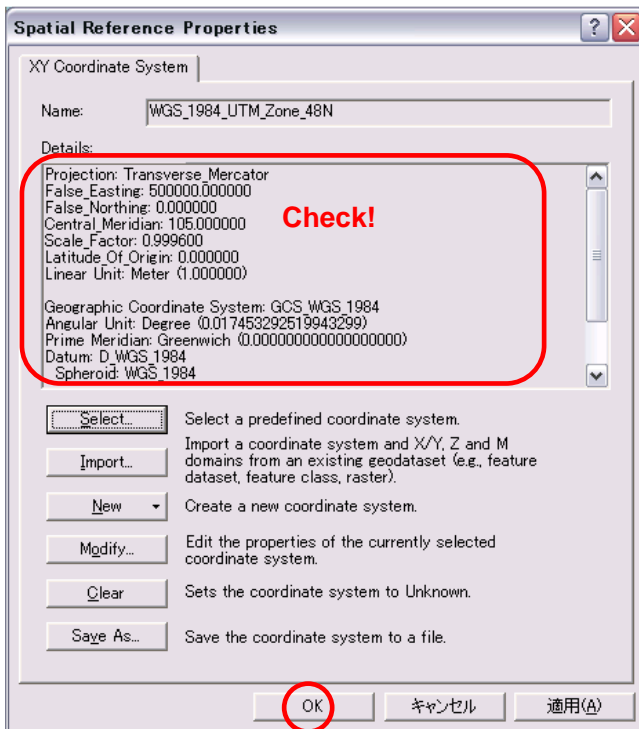 Spatial Reference Properties
XY Coordinate System
Name: WGS_1984_UTM_Zone_48N
Details:
Projection: Transverse_Mercator
False_Easting: 500000.000000
False_Northing: 0.000000
Central_Meridian: 105.000000
Scale_Factor: 0.999600
Latitude_Of_Origin: 0.000000
Linear Unit: Meter (1.000000)
Check!
Geographic Coordinate System: GCS_WGS_1984
Angular Unit: Degree (0.017453292519943299)
Prime Meridian: Greenwich (0.000000000000000000)
Datum: D_WGS_1984
Spheroid: WGS_1984
Select... Select a predefined coordinate system.
Import... Import a coordinate system and X/Y, Z and M
domains from an existing geodataset (e.g., feature
dataset, feature class, raster).
New Create a new coordinate system.
Modify... Edit the properties of the currently selected
coordinate system.
Clear Sets the coordinate system to Unknown.
Save As... Save the coordinate system to a file.
OK キャンセル 適用(A)